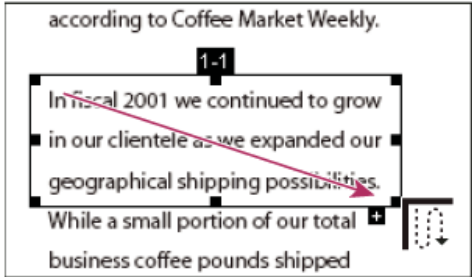 according to Coffee Market Weekly.
1-1
In fiscal 2001 we continued to grow
in our clientele as we expanded our
geographical shipping possibilities.
While a small portion of our total
business coffee pounds shipped